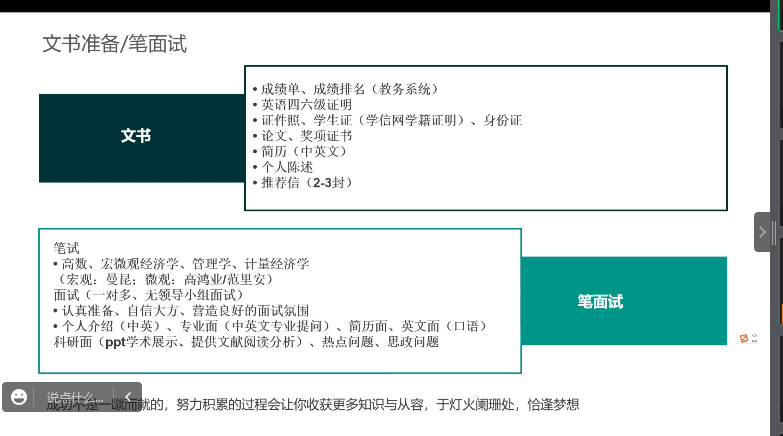 文书准备/笔面试
文书
• 成绩单、成绩排名（教务系统）
• 英语四六级证明
• 证件照、学生证（学信网学籍证明）、身份证
• 论文、奖项证书
• 简历（中英文）
• 个人陈述
• 推荐信（2-3封）
笔试
• 高数、宏微观经济学、管理学、计量经济学
（宏观：曼昆；微观：高鸿业/范里安）
面试（一对多、无领导小组面试）
• 认真准备、自信大方、营造良好的面试氛围
• 个人介绍（中英）、专业面（中英文专业提问）、简历面、英文面（口语）
科研面（ppt学术展示、提供文献阅读分析）、热点问题、思政问题
笔面试
说点什么...
成功不是一蹴而就的，努力积累的过程会让你收获更多知识与从容，于灯火阑珊处，恰逢梦想